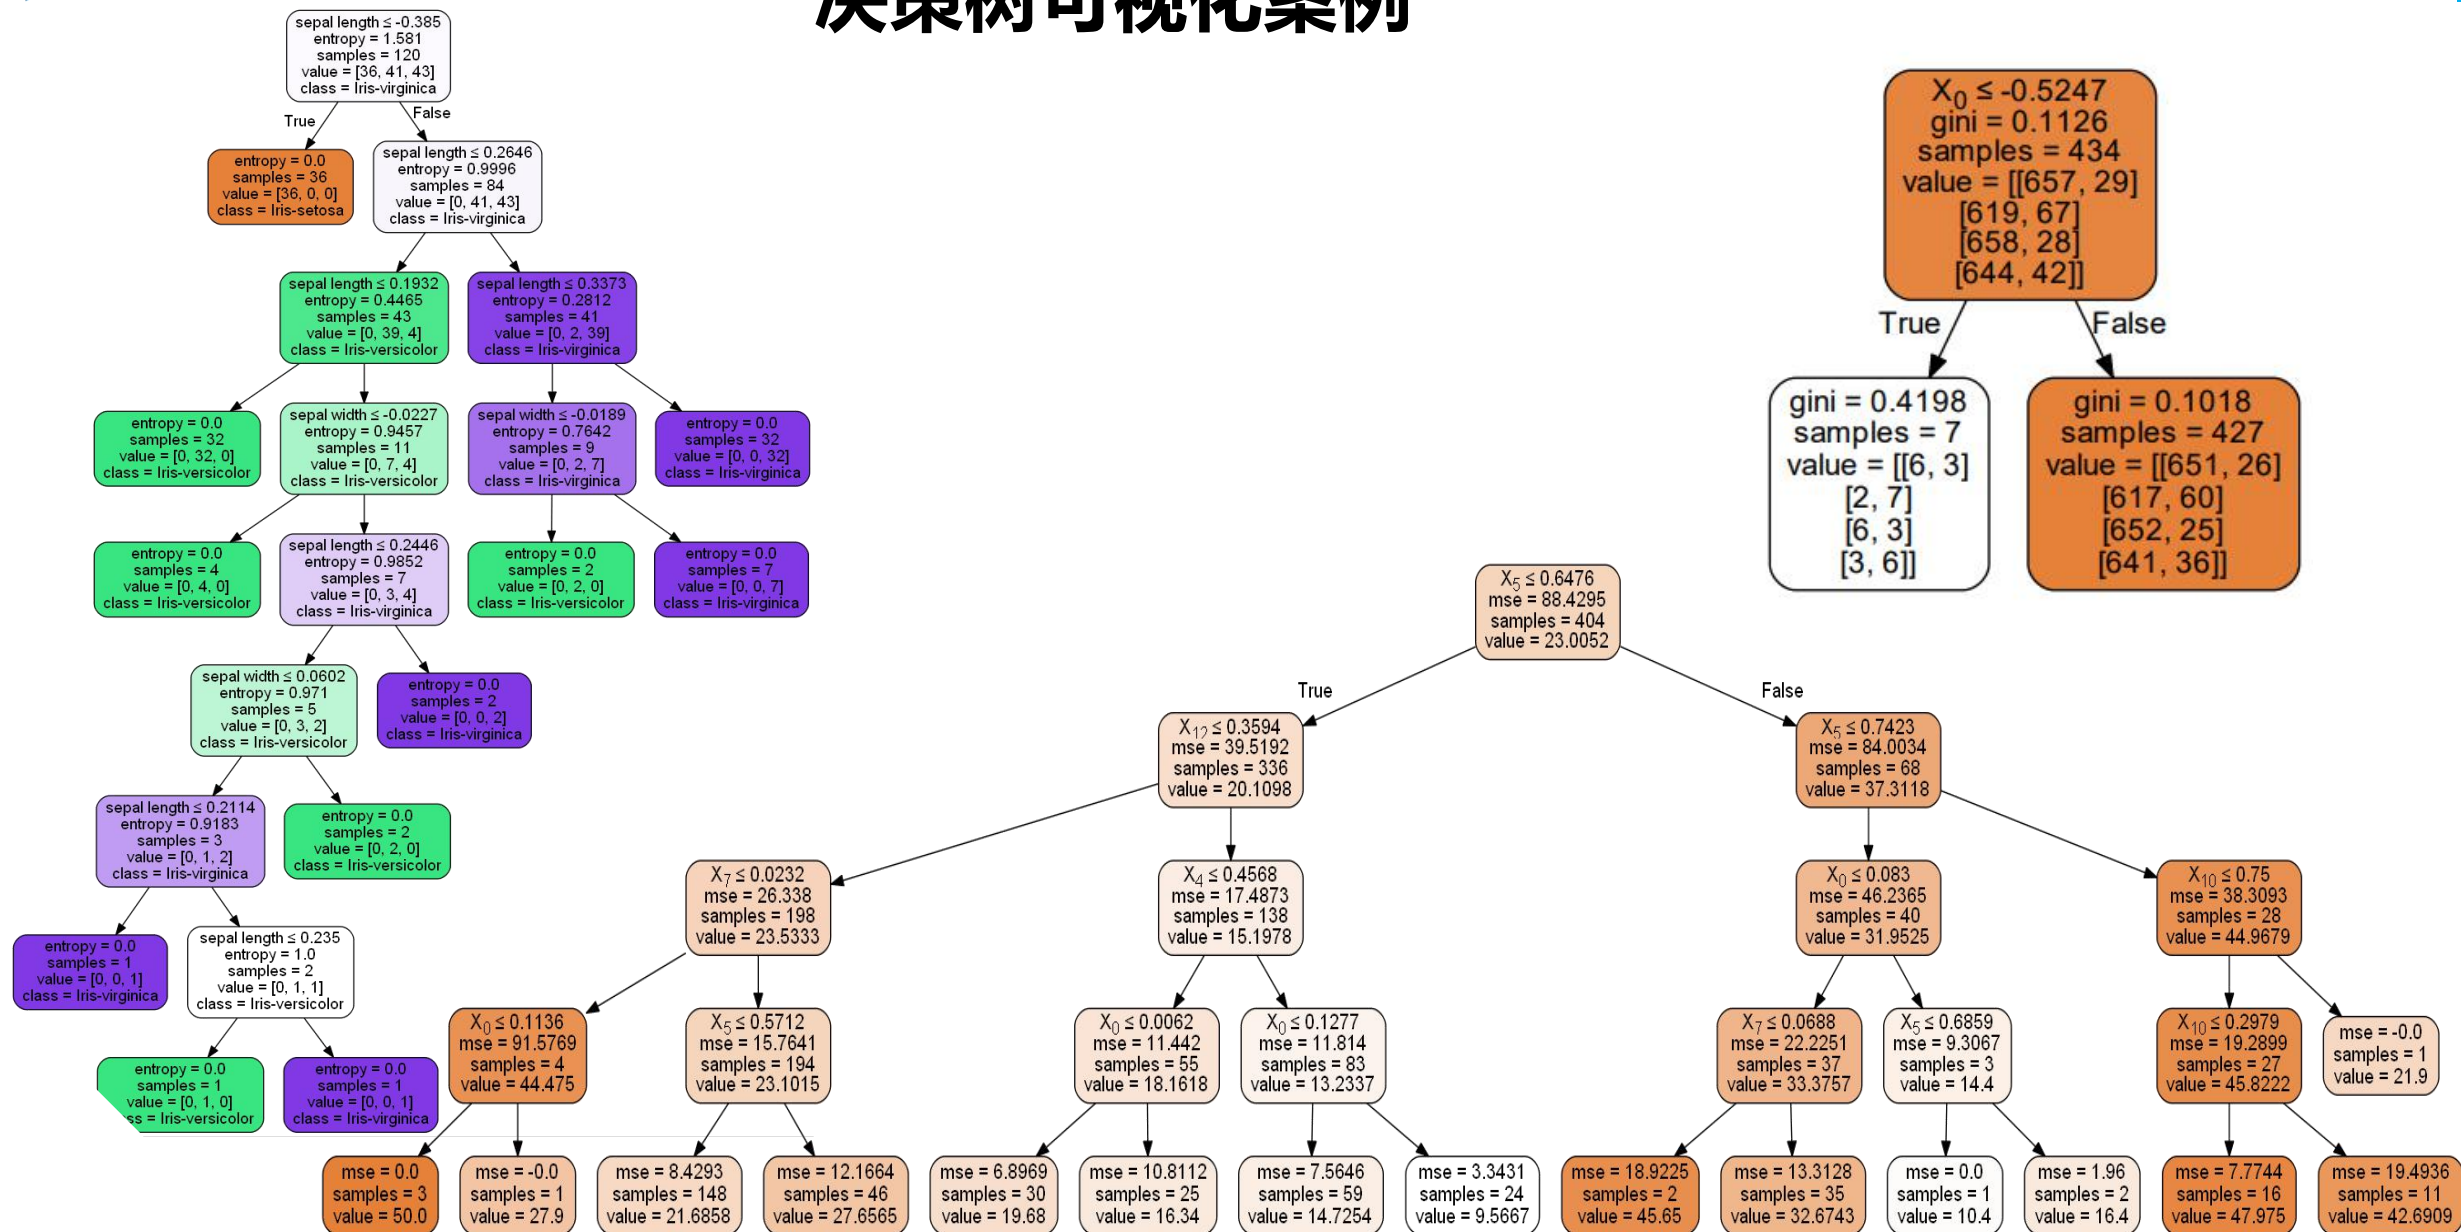 决策树可视化案例
sepal length ≤ -0.385
entropy = 1.581
samples = 120
value = [36, 41, 43]
class = Iris-virginica
True
False
entropy = 0.0
samples = 36
value = [36, 0, 0]
class = Iris-setosa
sepal length ≤ 0.2646
entropy = 0.9996
samples = 84
value = [0, 41, 43]
class = Iris-virginica
sepal length ≤ 0.1932
entropy = 0.4465
samples = 43
value = [0, 39, 4]
class = Iris-versicolor
sepal length ≤ 0.3373
entropy = 0.2812
samples = 41
value = [0, 2, 39]
class = Iris-virginica
entropy = 0.0
samples = 32
value = [0, 32, 0]
class = Iris-versicolor
sepal width ≤ -0.0227
entropy = 0.9457
samples = 11
value = [0, 7, 4]
class = Iris-versicolor
sepal width ≤ -0.0189
entropy = 0.7642
samples = 9
value = [0, 2, 7]
class = Iris-virginica
entropy = 0.0
samples = 32
value = [0, 0, 32]
class = Iris-virginica
entropy = 0.0
samples = 4
value = [0, 4, 0]
class = Iris-versicolor
sepal length ≤ 0.2446
entropy = 0.9852
samples = 7
value = [0, 3, 4]
class = Iris-virginica
entropy = 0.0
samples = 2
value = [0, 2, 0]
class = Iris-versicolor
entropy = 0.0
samples = 7
value = [0, 0, 7]
class = Iris-virginica
sepal width ≤ 0.0602
entropy = 0.971
samples = 5
value = [0, 3, 2]
class = Iris-versicolor
entropy = 0.0
samples = 2
value = [0, 0, 2]
class = Iris-virginica
sepal length ≤ 0.2114
entropy = 0.9183
samples = 3
value = [0, 1, 2]
class = Iris-virginica
entropy = 0.0
samples = 2
value = [0, 2, 0]
class = Iris-versicolor
entropy = 0.0
samples = 1
value = [0, 0, 1]
class = Iris-virginica
sepal length ≤ 0.235
entropy = 1.0
samples = 2
value = [0, 1, 1]
class = Iris-versicolor
entropy = 0.0
samples = 1
value = [0, 1, 0]
ss = Iris-versicolor
entropy = 0.0
samples = 1
value = [0, 0, 1]
class = Iris-virginica
X0 ≤ -0.5247
gini = 0.1126
samples = 434
value = [[657, 29]
[619, 67]
[658, 28]
[644, 42]]
True
False
gini = 0.4198
samples = 7
value = [[6, 3]
[2, 7]
[6, 3]
[3, 6]]
gini = 0.1018
samples = 427
value = [[651, 26]
[617, 60]
[652, 25]
[641, 36]]
X5 ≤ 0.6476
mse = 88.4295
samples = 404
value = 23.0052
True
False
X12 ≤ 0.3594
mse = 39.5192
samples = 336
value = 20.1098
X5 ≤ 0.7423
mse = 84.0034
samples = 68
value = 37.3118
X7 ≤ 0.0232
mse = 26.338
samples = 198
value = 23.5333
X4 ≤ 0.4568
mse = 17.4873
samples = 138
value = 15.1978
X0 ≤ 0.083
mse = 46.2365
samples = 40
value = 31.9525
X10 ≤ 0.75
mse = 38.3093
samples = 28
value = 44.9679
X0 ≤ 0.1136
mse = 91.5769
samples = 4
value = 44.475
X5 ≤ 0.5712
mse = 15.7641
samples = 194
value = 23.1015
X0 ≤ 0.0062
mse = 11.442
samples = 55
value = 18.1618
X0 ≤ 0.1277
mse = 11.814
samples = 83
value = 13.2337
X7 ≤ 0.0688
mse = 22.2251
samples = 37
value = 33.3757
X5 ≤ 0.6859
mse = 9.3067
samples = 3
value = 14.4
X10 ≤ 0.2979
mse = 19.2899
samples = 27
value = 45.8222
mse = -0.0
samples = 1
value = 21.9
mse = 0.0
samples = 3
value = 50.0
mse = -0.0
samples = 1
value = 27.9
mse = 8.4293
samples = 148
value = 21.6858
mse = 12.1664
samples = 46
value = 27.6565
mse = 6.8969
samples = 30
value = 19.68
mse = 10.8112
samples = 25
value = 16.34
mse = 7.5646
samples = 59
value = 14.7254
mse = 3.3431
samples = 24
value = 9.5667
mse = 18.9225
samples = 2
value = 45.65
mse = 13.3128
samples = 35
value = 32.6743
mse = 0.0
samples = 1
value = 10.4
mse = 1.96
samples = 2
value = 16.4
mse = 7.7744
samples = 16
value = 47.975
mse = 19.4936
samples = 11
value = 42.6909